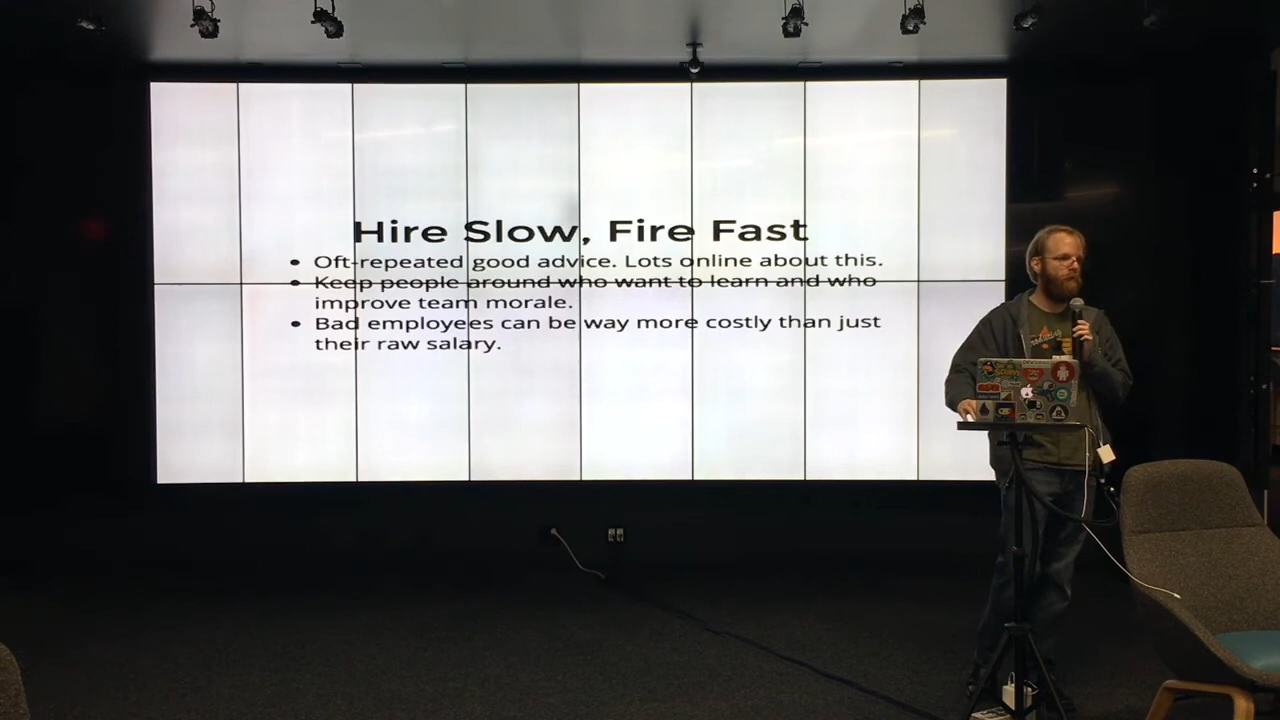 Hire Slow, Fire Fast
• Oft-repeated good advice. Lots online about this.
• Keep people around who want to learn and who
improve team morale.
• Bad employees can be way more costly than just
their raw salary.